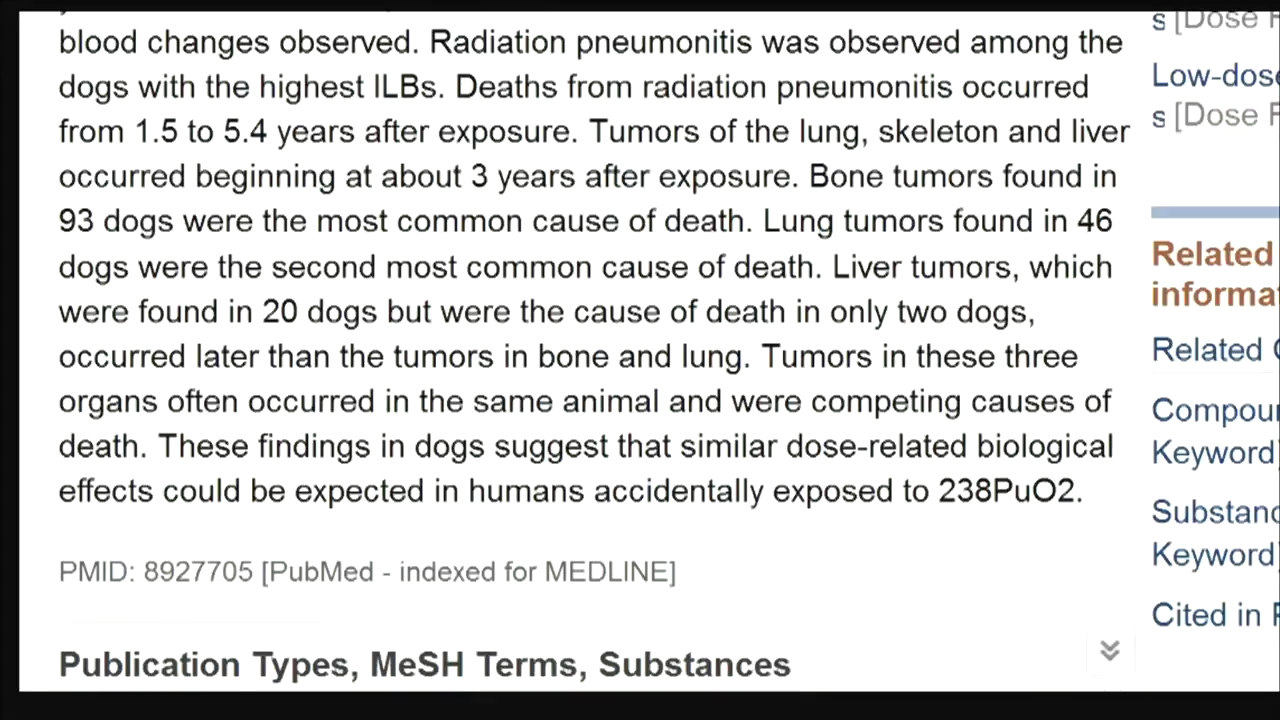 blood changes observed. Radiation pneumonitis was observed among the
dogs with the highest ILBs. Deaths from radiation pneumonitis occurred
from 1.5 to 5.4 years after exposure. Tumors of the lung, skeleton and liver
occurred beginning at about 3 years after exposure. Bone tumors found in
93 dogs were the most common cause of death. Lung tumors found in 46
dogs were the second most common cause of death. Liver tumors, which
were found in 20 dogs but were the cause of death in only two dogs,
occurred later than the tumors in bone and lung. Tumors in these three
organs often occurred in the same animal and were competing causes of
death. These findings in dogs suggest that similar dose-related biological
effects could be expected in humans accidentally exposed to 238PuO2.
PMID: 8927705 [PubMed - indexed for MEDLINE]
Publication Types, MeSH Terms, Substances
s [Dose
Low-dose
s [Dose
Related
informa
Related
Compou
Keyword
Substan
Keyword
Cited in